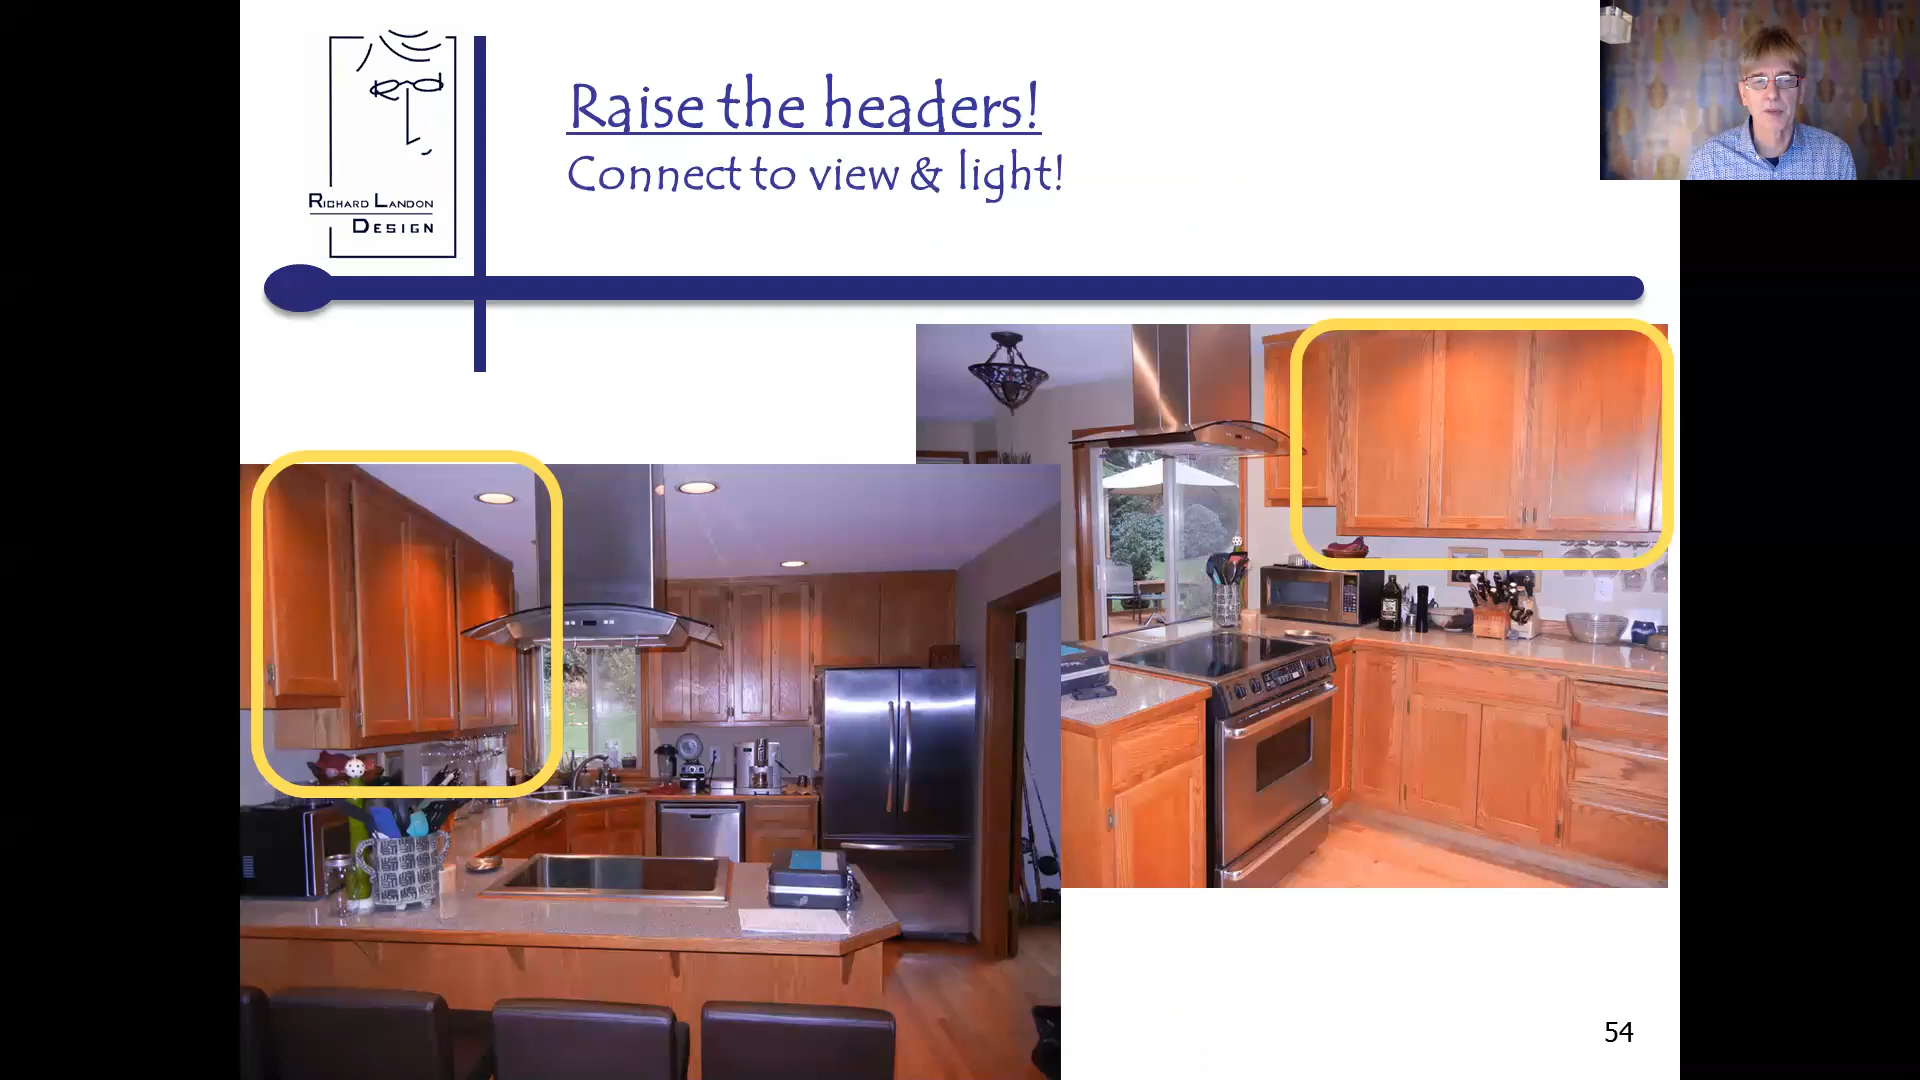 RICHARD LANDON
DESIGN
Raise the headers!
Connect to view & light!
54